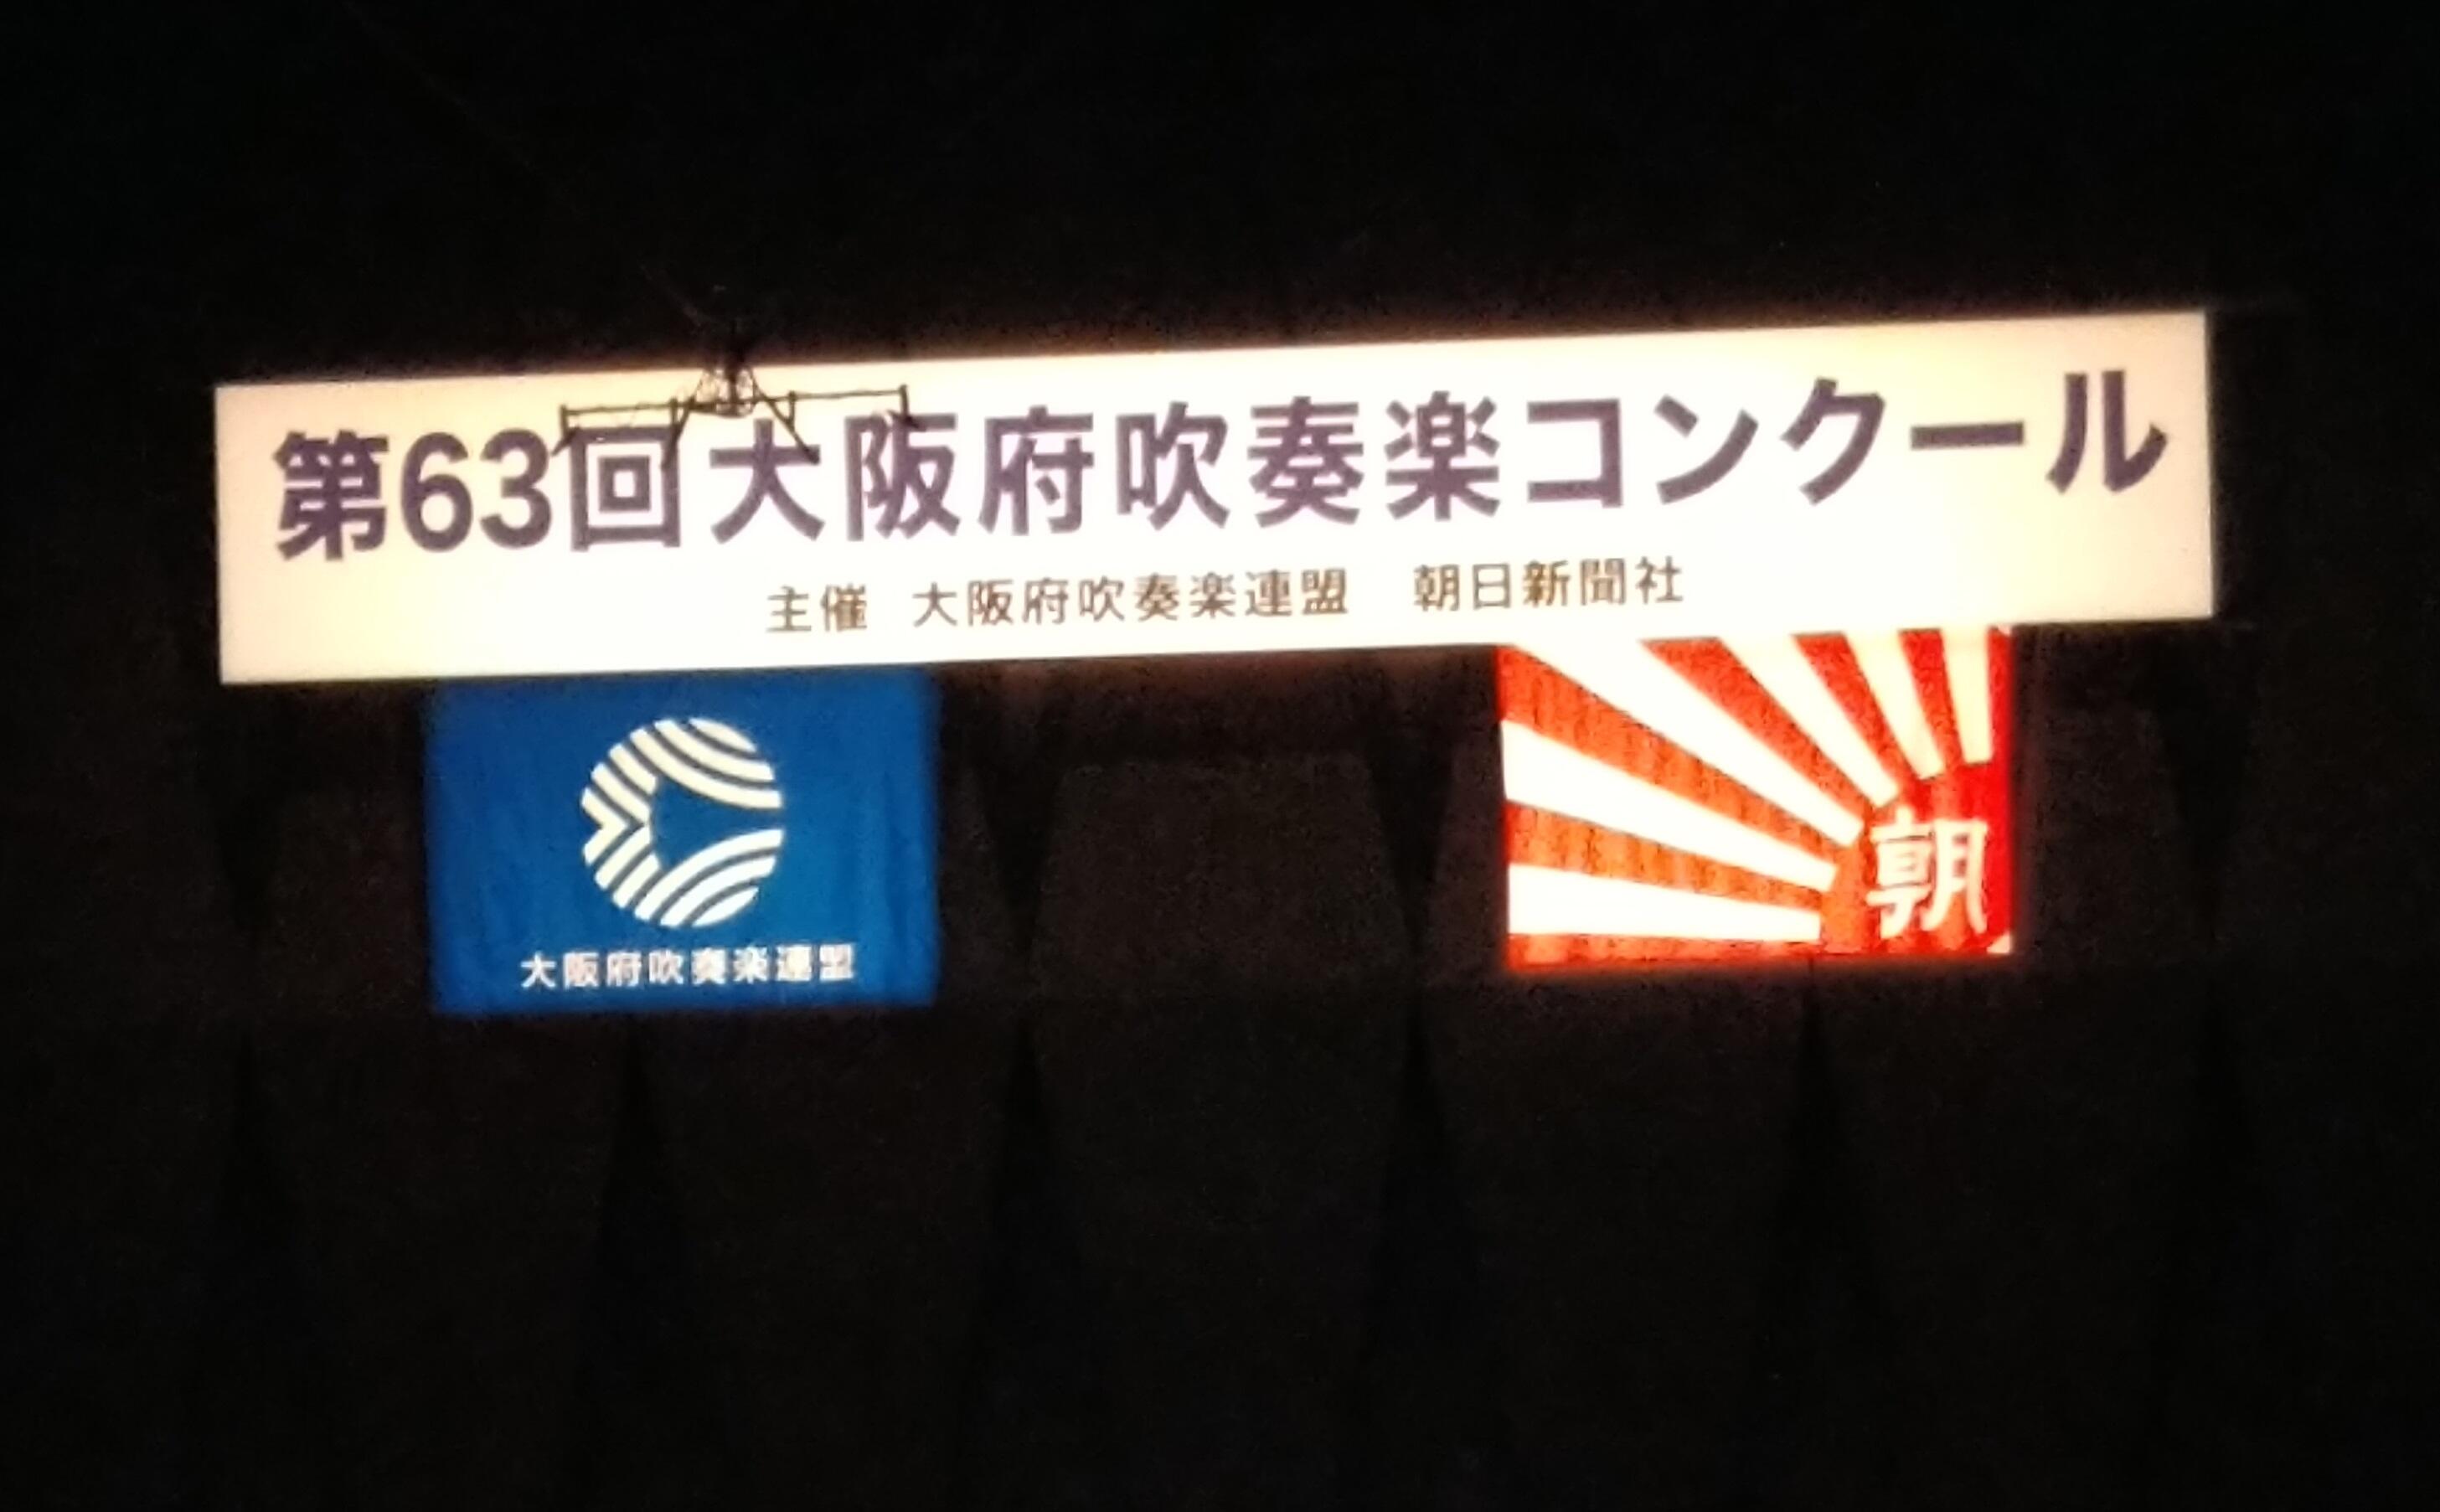 第63回大阪府吹奏楽コンクール
主催 大阪府吹奏楽連盟 朝日新聞社
大阪府吹奏楽連盟
朝